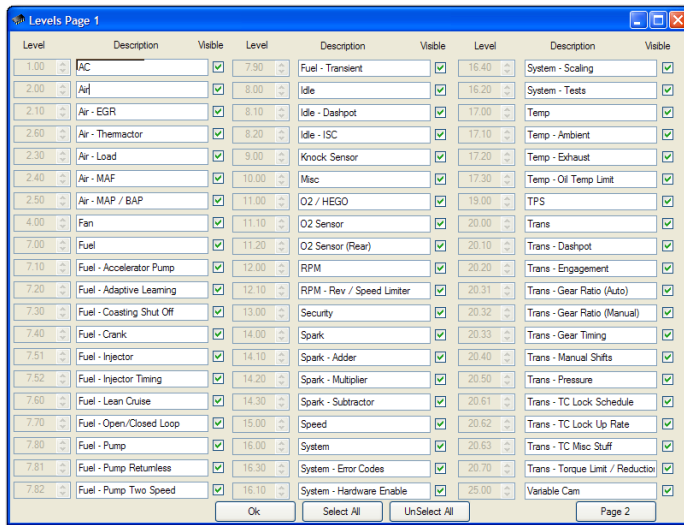 Levels Page 1
Level Description Visible Level Description Visible Level Description Visible
1.00 AC 7.90 Fuel - Transient 16.40 System - Scaling
2.00 Air 8.00 Idle 16.20 System - Tests
2.10 Air - EGR 8.10 Idle - Dashpot 17.00 Temp
2.60 Air - Thermactor 8.20 Idle - ISC 17.10 Temp - Ambient
2.30 Air - Load 9.00 Knock Sensor 17.20 Temp - Exhaust
2.40 Air - MAF 10.00 Misc 17.30 Temp - Oil Temp Limit
2.50 Air - MAP / BAP 11.00 O2 / HEGO 19.00 TPS
4.00 Fan 11.10 O2 Sensor 20.00 Trans
7.00 Fuel 11.20 O2 Sensor (Rear) 20.10 Trans - Dashpot
7.10 Fuel - Accelerator Pump 12.00 RPM 20.20 Trans - Engagement
7.20 Fuel - Adaptive Learning 12.10 RPM - Rev / Speed Limiter 20.31 Trans - Gear Ratio (Auto)
7.30 Fuel - Coasting Shut Off 13.00 Security 20.32 Trans - Gear Ratio (Manual)
7.40 Fuel - Crank 14.00 Spark 20.33 Trans - Gear Timing
7.51 Fuel - Injector 14.10 Spark - Adder 20.40 Trans - Manual Shifts
7.52 Fuel - Injector Timing 14.20 Spark - Multiplier 20.50 Trans - Pressure
7.60 Fuel - Lean Cruise 14.30 Spark - Subtractor 20.61 Trans - TC Lock Schedule
7.70 Fuel - Open/Closed Loop 15.00 Speed 20.62 Trans - TC Lock Up Rate
7.80 Fuel - Pump 16.00 System 20.63 Trans - TC Misc Stuff
7.81 Fuel - Pump Returnless 16.30 System - Error Codes 20.70 Trans - Torque Limit / Reduction
7.82 Fuel - Pump Two Speed 16.10 System - Hardware Enable 25.00 Variable Cam
Ok Select All UnSelect All Page 2